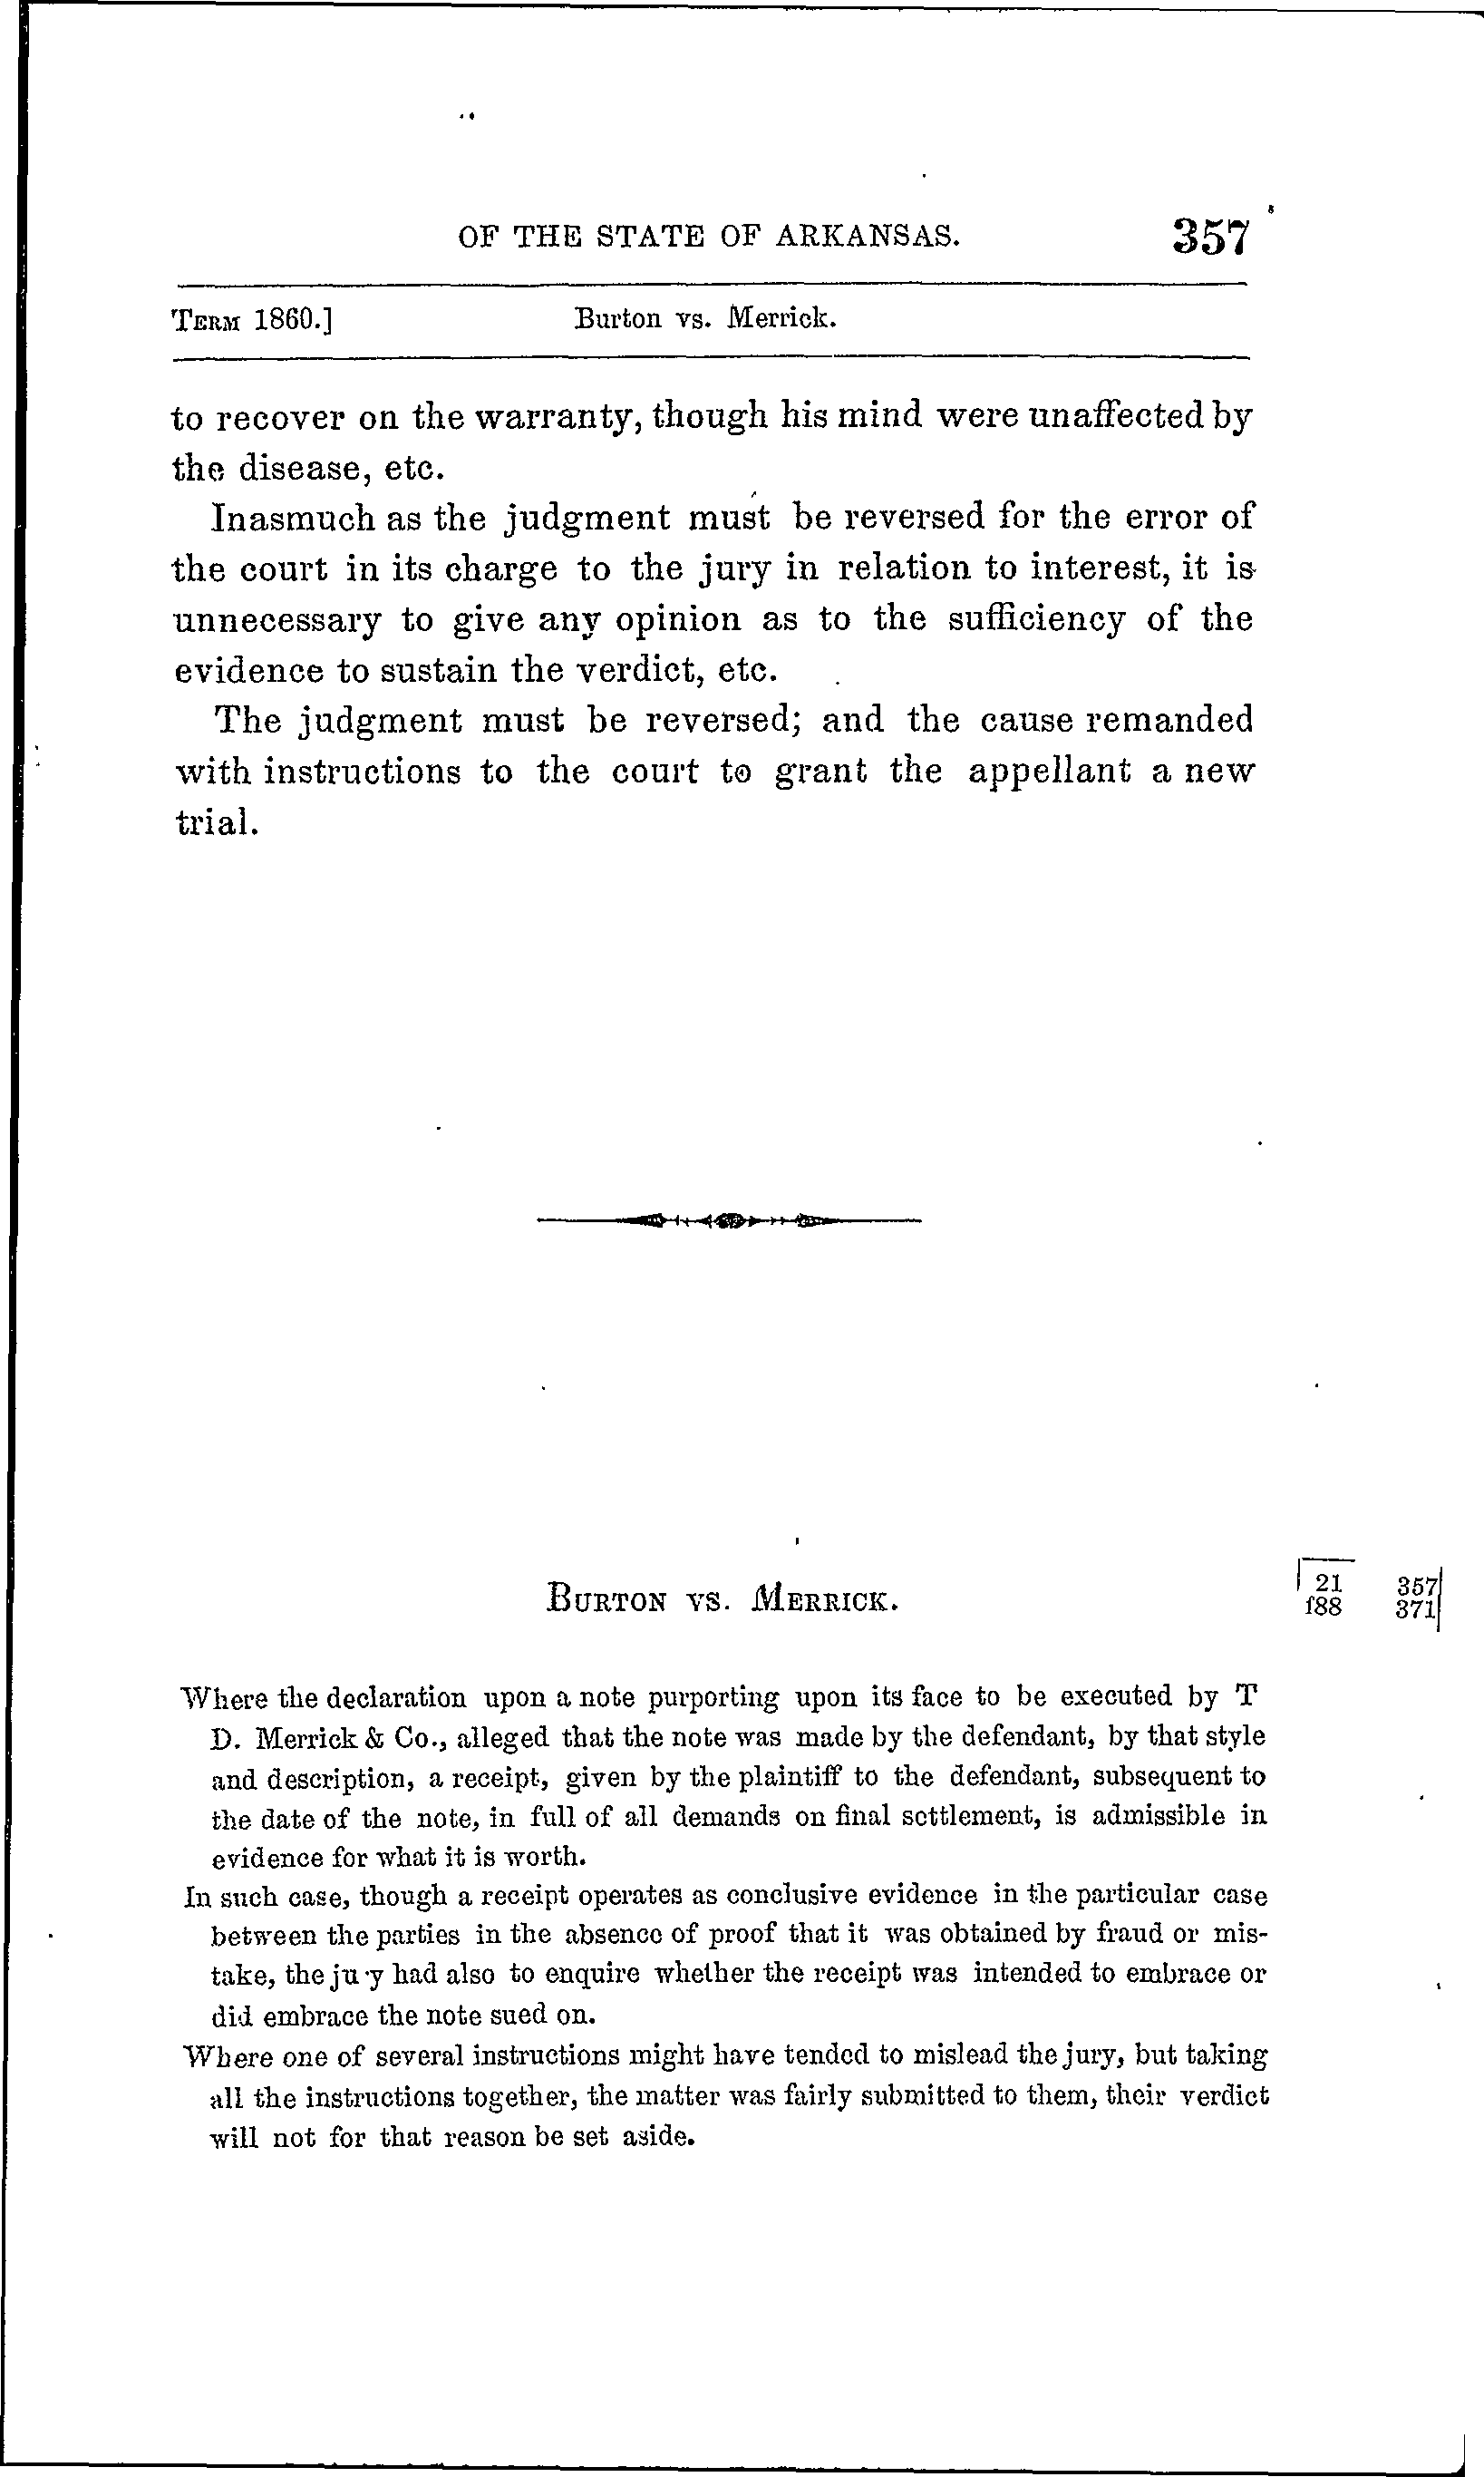 OF THE STATE OF ARKANSAS. 357
TERM 1860.] Burton vs. Merrick.
to recover on the warranty, though his mind were unaffected by
the disease, etc.
Inasmuch as the judgment must be reversed for the error of
the court in its charge to the jury in relation to interest, it is
unnecessary to give any opinion as to the sufficiency of the
evidence to sustain the verdict, etc.
The judgment must be reversed; and the cause remanded
with instructions to the court to grant the appellant a new
trial.
BURTON VS. MERRICK.
21 357
f88 371
Where the declaration upon a note purporting upon its face to be executed by T
D. Merrick & Co., alleged that the note was made by the defendant, by that style
and description, a receipt, given by the plaintiff to the defendant, subsequent to
the date of the note, in full of all demands on final settlement, is admissible in
evidence for what it is worth.
In such case, though a receipt operates as conclusive evidence in the particular case
between the parties in the absence of proof that it was obtained by fraud or mis-
take, the ju y had also to enquire whether the receipt was intended to embrace or
did embrace the note sued on.
Where one of several instructions might have tended to mislead the jury, but taking
all the instructions together, the matter was fairly submitted to them, their verdict
will not for that reason be set aside.